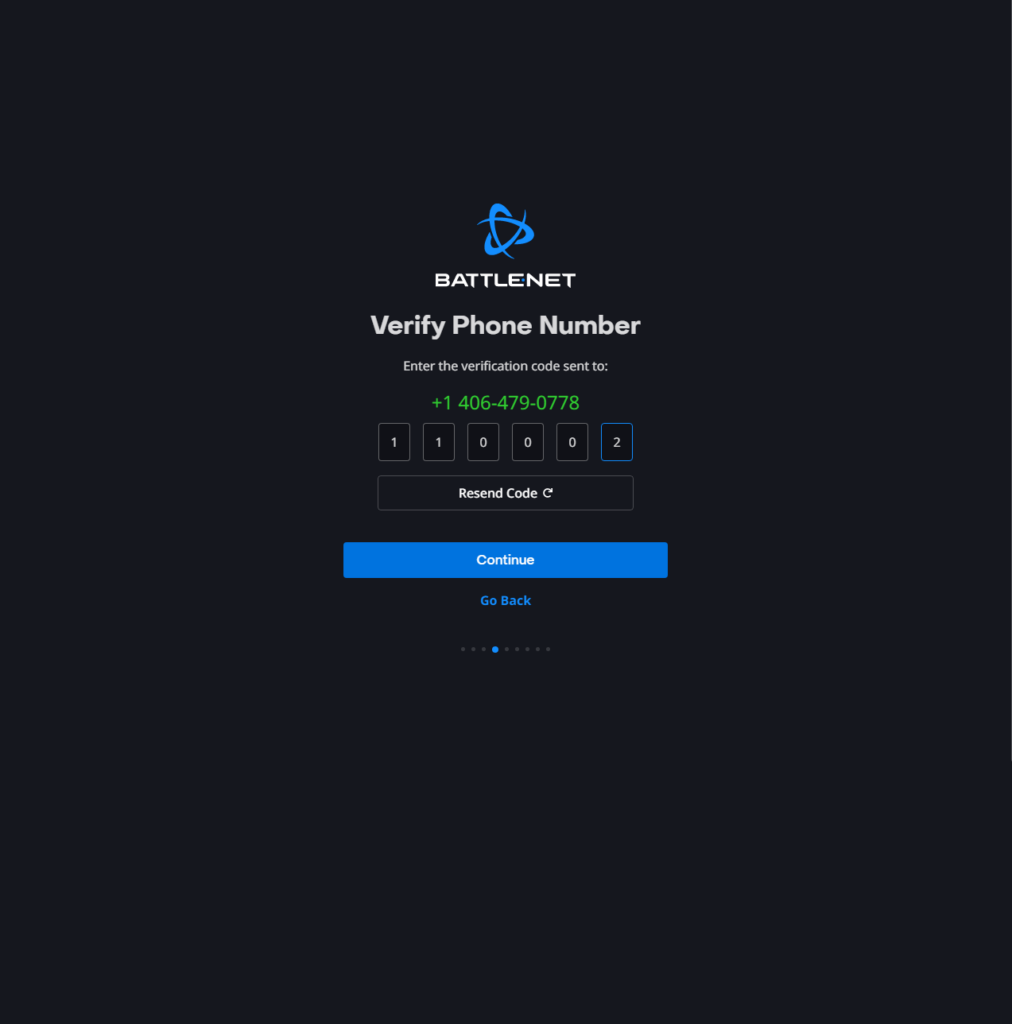 BATTLE.NET
Verify Phone Number
Enter the verification code sent to:
+1 406-479-0778
1 1 0 0 0 2
Resend Code
Continue
Go Back